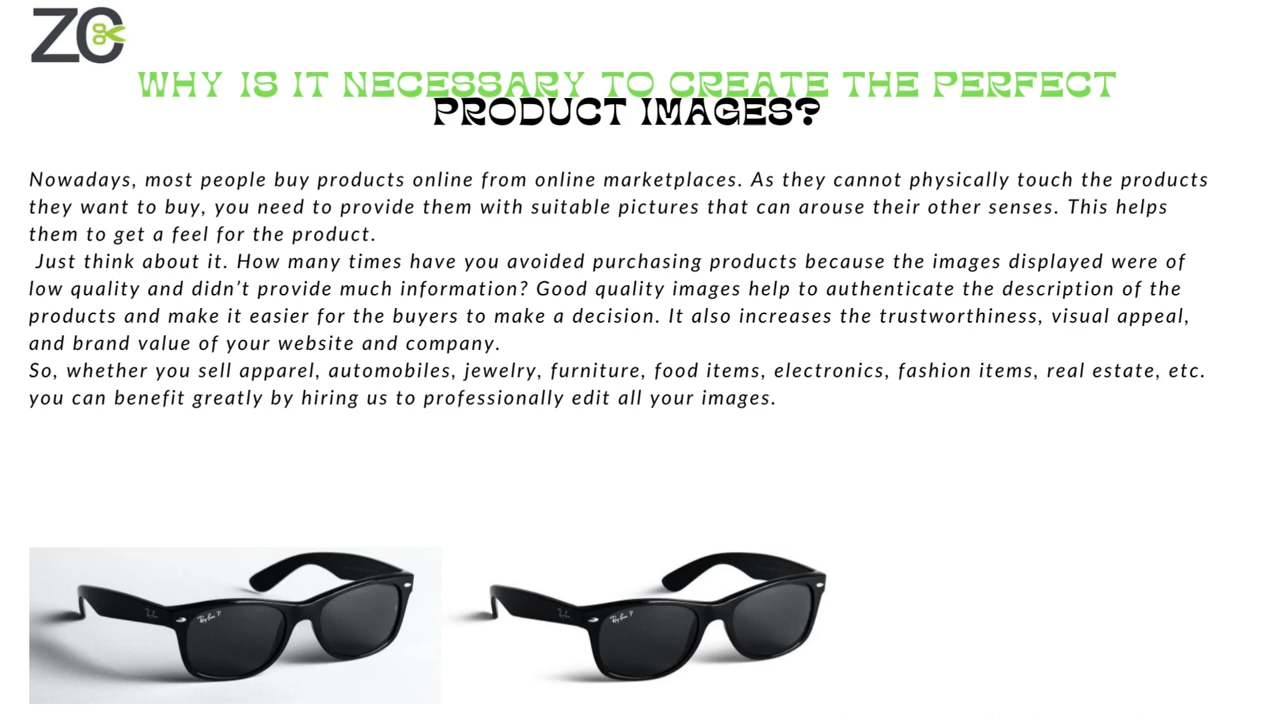 ZC
WHY IS IT NECESSARY TO CREATE THE PERFECT
PRODUCT IMAGES?
Nowadays, most people buy products online from online marketplaces. As they cannot physically touch the products
they want to buy, you need to provide them with suitable pictures that can arouse their other senses. This helps
them to get a feel for the product.
Just think about it. How many times have you avoided purchasing products because the images displayed were of
low quality and didn’t provide much information? Good quality images help to authenticate the description of the
products and make it easier for the buyers to make a decision. It also increases the trustworthiness, visual appeal,
and brand value of your website and company.
So, whether you sell apparel, automobiles, jewelry, furniture, food items, electronics, fashion items, real estate, etc.
you can benefit greatly by hiring us to professionally edit all your images.
Ray-Ban P
Ray-Ban P